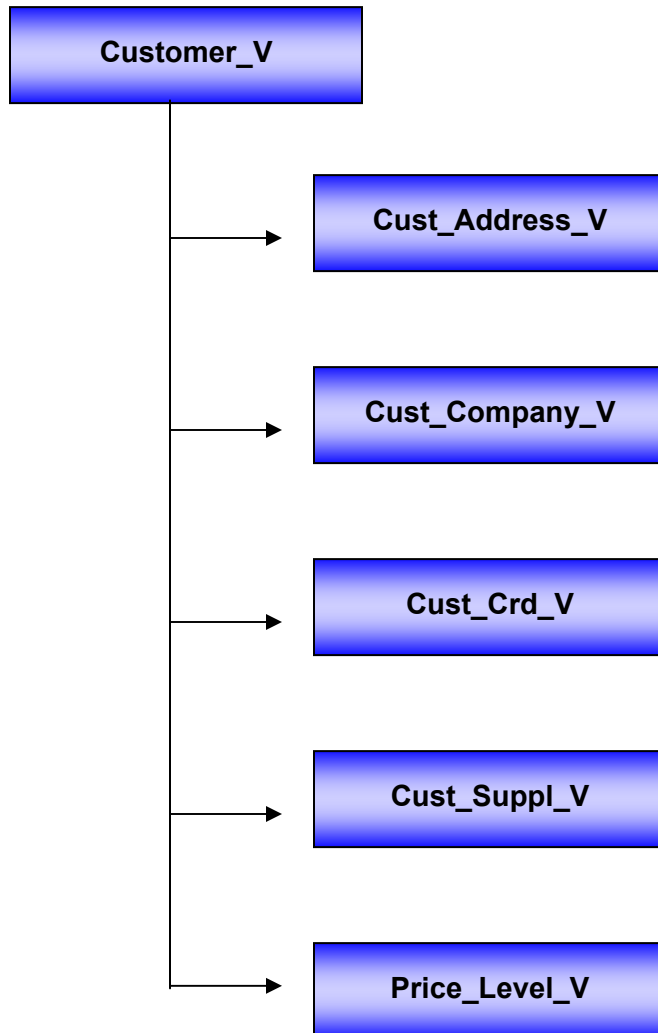 Customer_V
Cust_Address_V
Cust_Company_V
Cust_Crd_V
Cust_Suppl_V
Price_Level_V